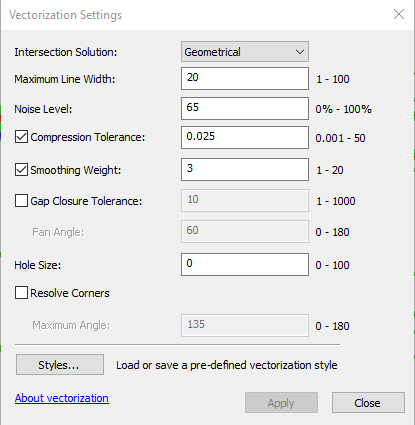 Vectorization Settings
Intersection Solution: Geometrical
Maximum Line Width: 20 1 - 100
Noise Level: 65 0% - 100%
Compression Tolerance: 0.025 0.001 - 50
Smoothing Weight: 3 1 - 20
Gap Closure Tolerance: 10 1 - 1000
Fan Angle: 60 0 - 180
Hole Size: 0 0 - 100
Resolve Corners
Maximum Angle: 135 0 - 180
Styles... Load or save a pre-defined vectorization style
About vectorization Apply Close